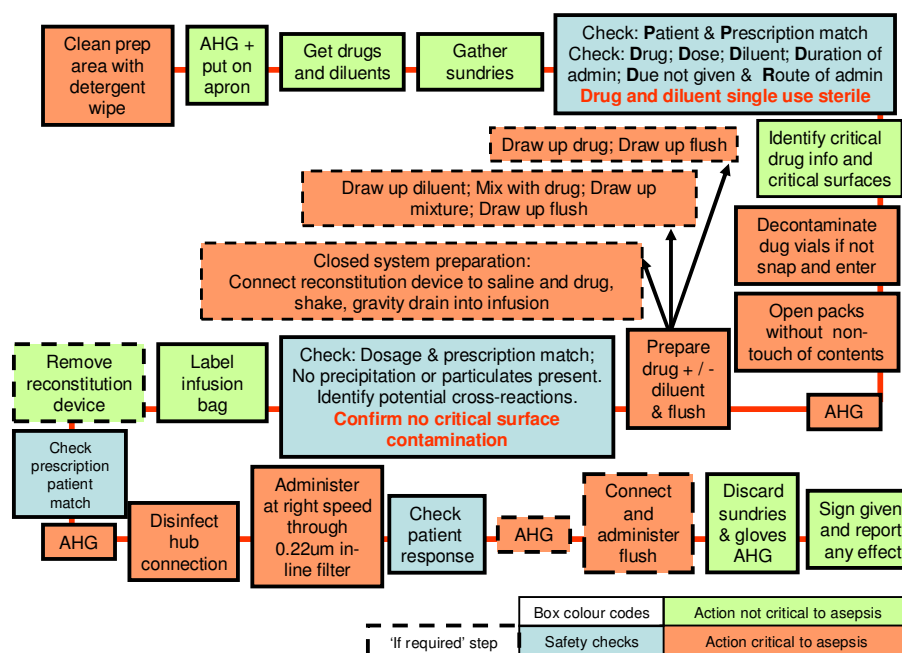 Clean prep
area with
detergent
wipe
AHG +
put on
apron
Get drugs
and diluents
Gather
sundries
Check: Patient & Prescription match
Check: Drug; Dose; Diluent; Duration of
admin; Due not given & Route of admin
Drug and diluent single use sterile
Identify critical
drug info and
critical surfaces
Decontaminate
dug vials if not
snap and enter
Open packs
without non-
touch of contents
AHG
Prepare
drug + / -
diluent
& flush
Draw up drug; Draw up flush
Draw up diluent; Mix with drug; Draw up
mixture; Draw up flush
Closed system preparation:
Connect reconstitution device to saline and drug,
shake, gravity drain into infusion
Check: Dosage & prescription match;
No precipitation or particulates present.
Identify potential cross-reactions.
Confirm no critical surface
contamination
Label
infusion
bag
Remove
reconstitution
device
Check
prescription
patient
match
AHG
Disinfect
hub
connection
Administer
at right speed
through
0.22um in-
line filter
Check
patient
response
AHG
Connect
and
administer
flush
Discard
sundries
& gloves
AHG
Sign given
and report
any effect
Box colour codes
Action not critical to asepsis
'If required' step
Safety checks
Action critical to asepsis